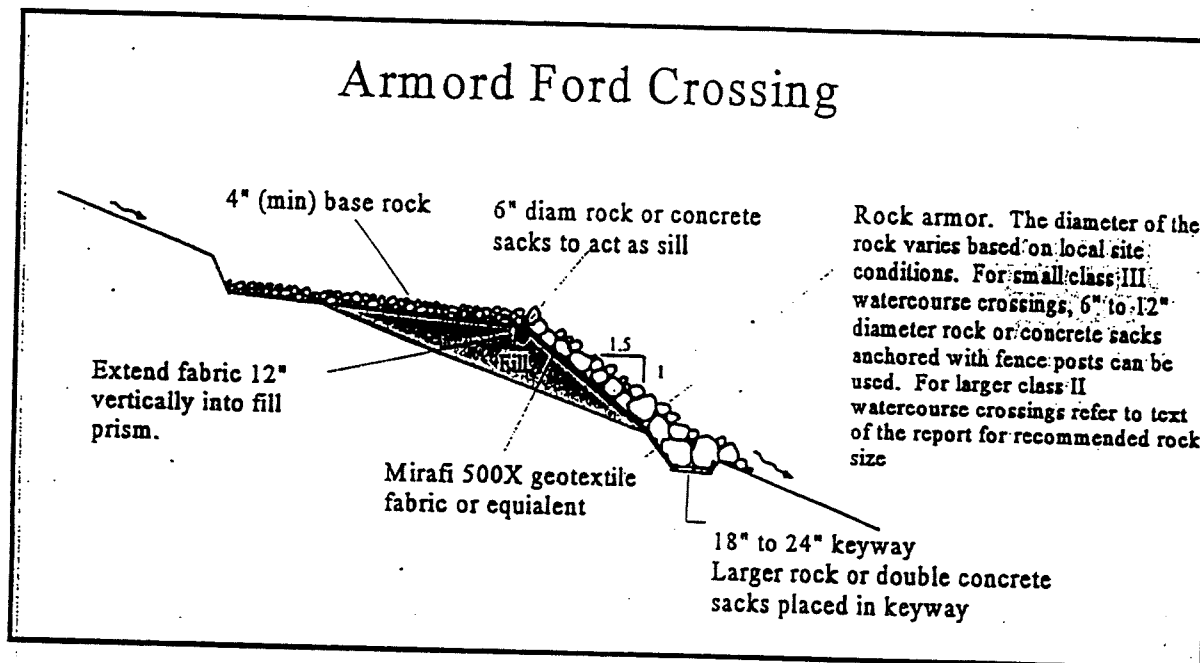 Armord Ford Crossing
4" (min) base rock
6" diam rock or concrete
sacks to act as sill
Rock armor. The diameter of the
rock varies based on local site
conditions. For small class III
watercourse crossings, 6" to 12"
diameter rock or concrete sacks
anchored with fence posts can be
used. For larger class II
watercourse crossings refer to text
of the report for recommended rock
size
1.5
1
Fill
Extend fabric 12"
vertically into fill
prism.
Mirafi 500X geotextile
fabric or equialent
18" to 24" keyway
Larger rock or double concrete
sacks placed in keyway